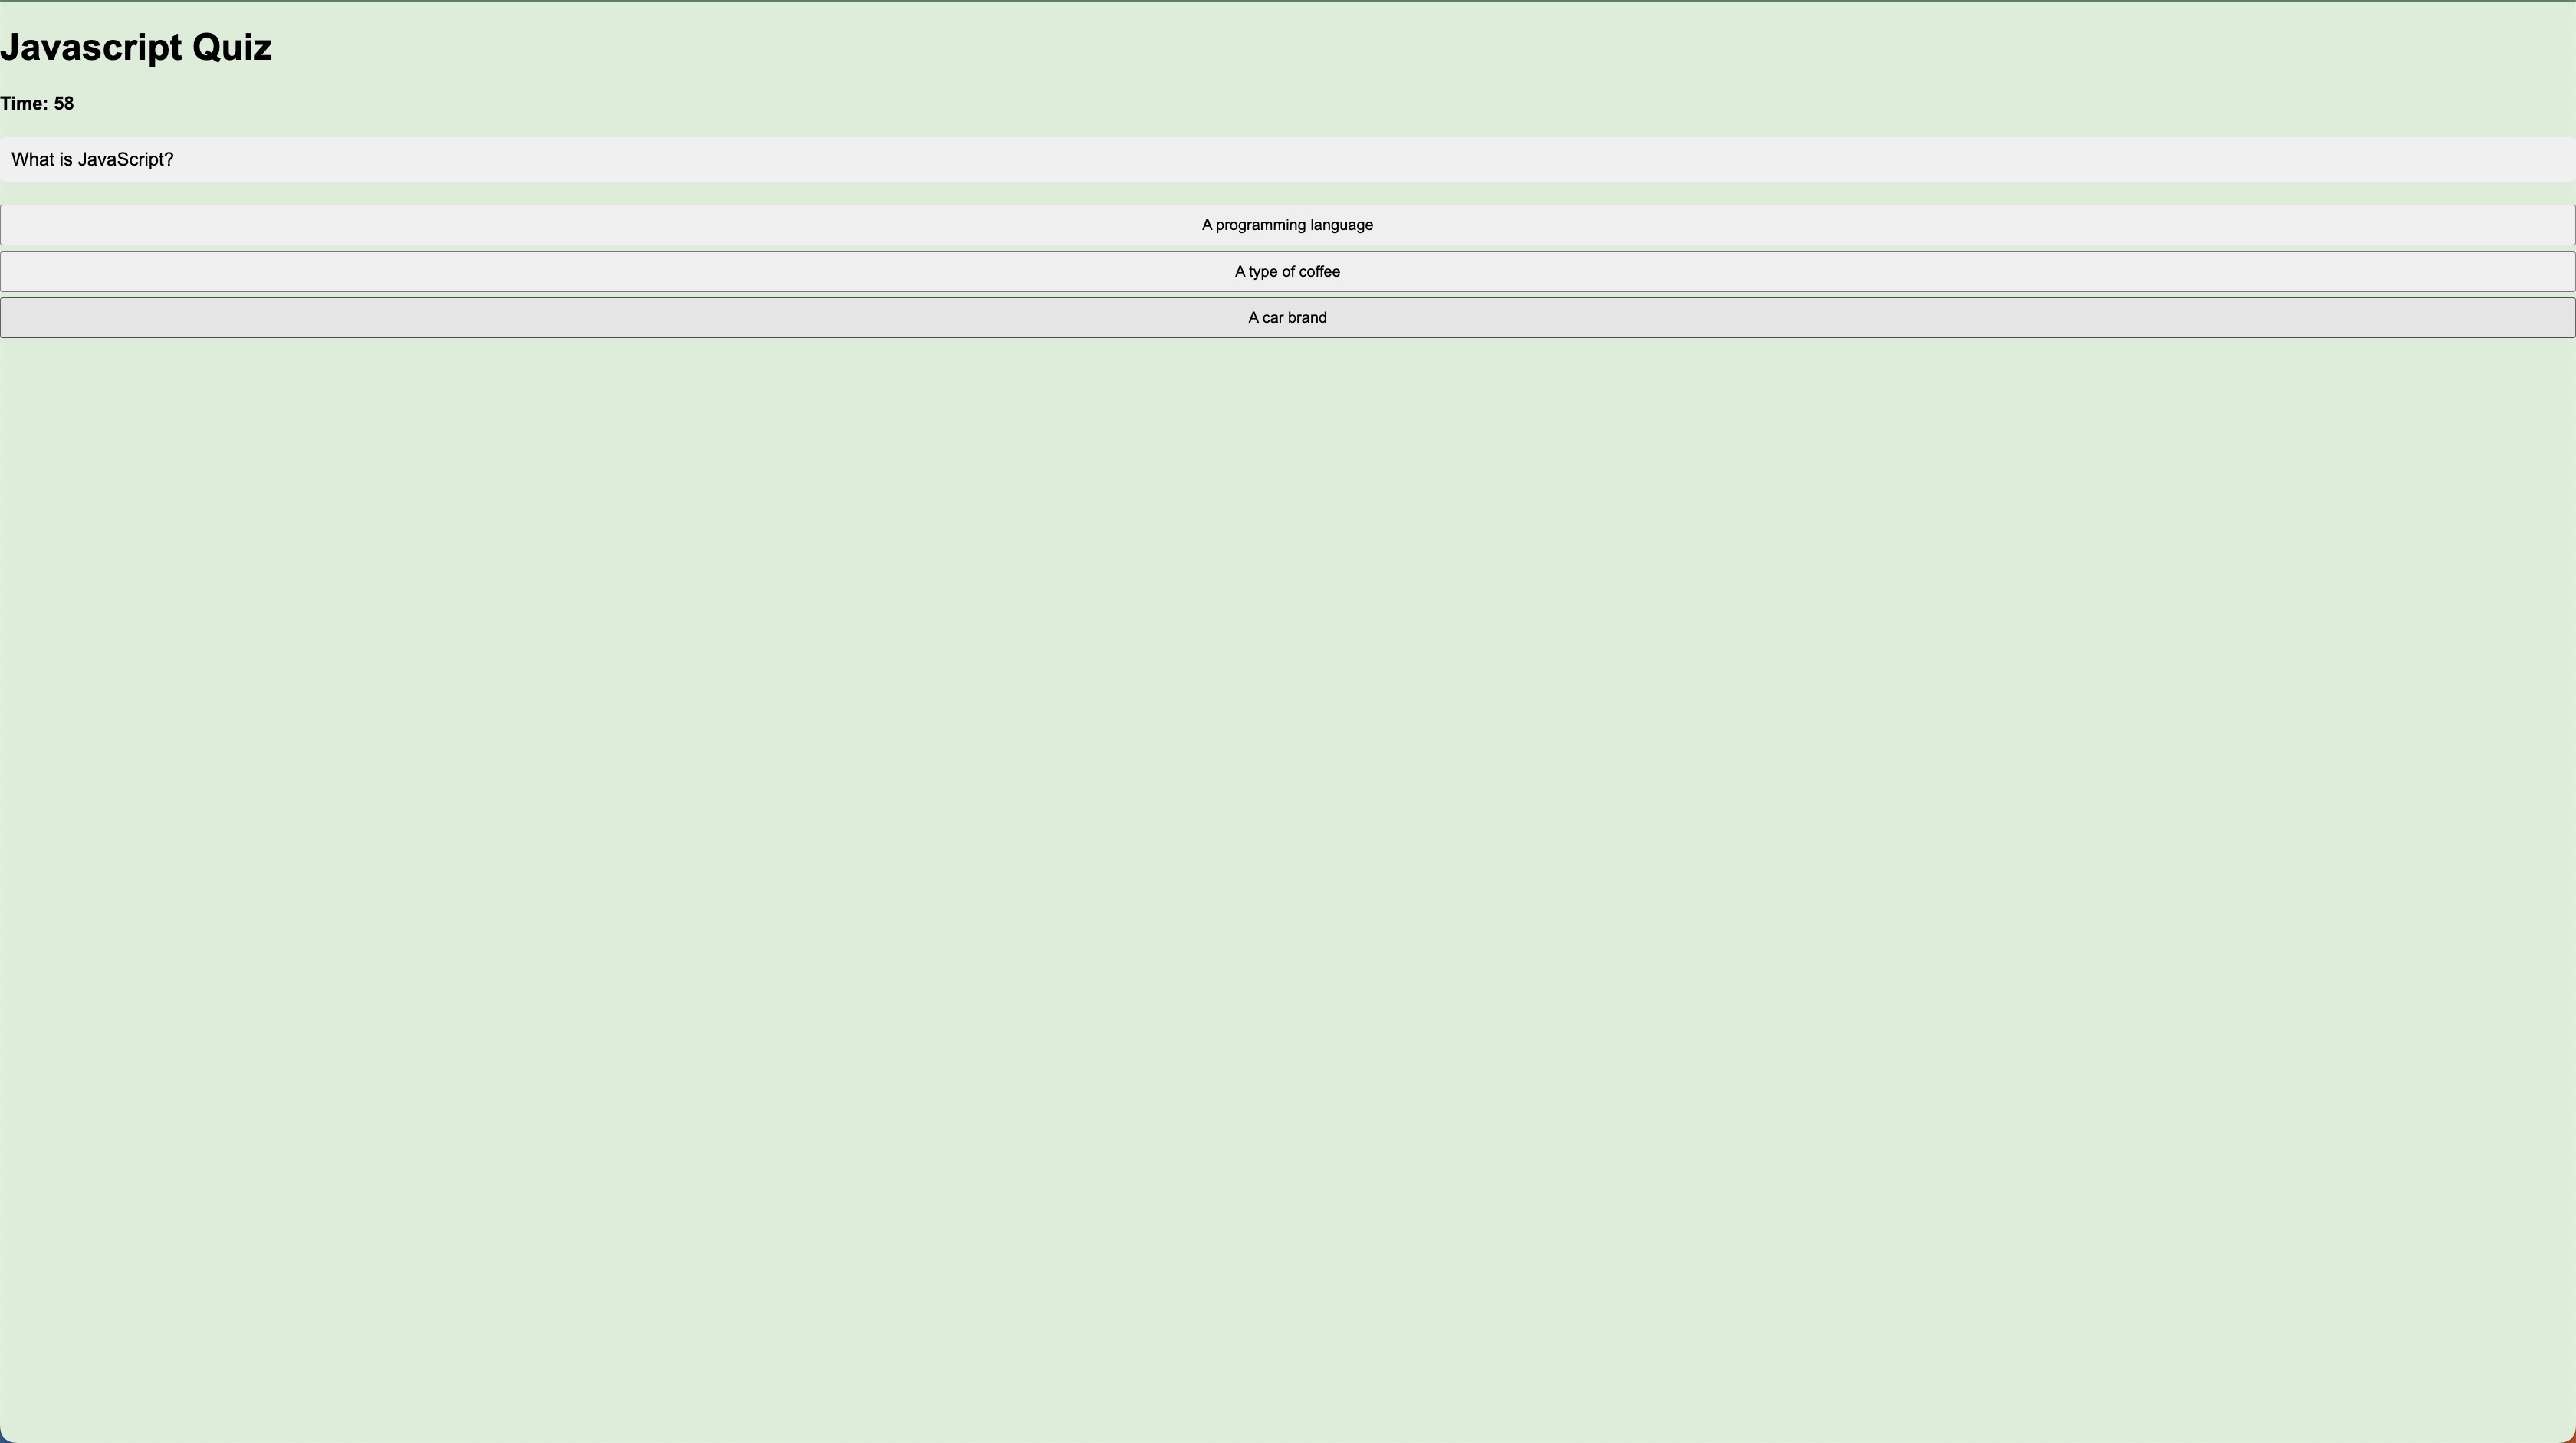 Javascript Quiz
Time: 58
What is JavaScript?
A programming language
A type of coffee
A car brand